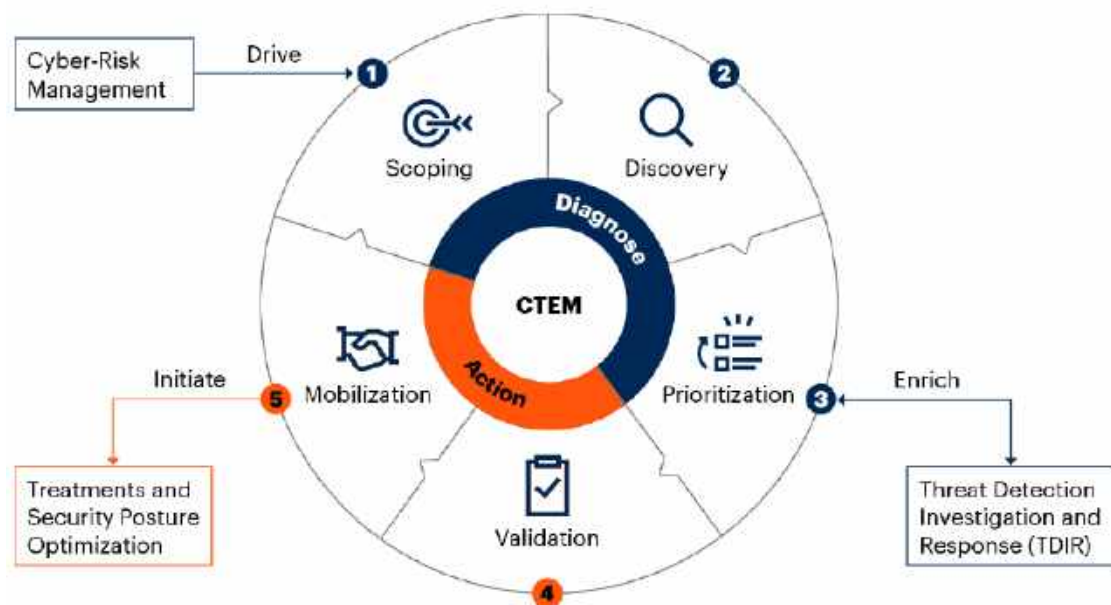 Cyber-Risk
Management
Drive
1
Scoping
2
Discovery
Diagnose
CTEM
Action
Prioritization
3
Enrich
Threat Detection
Investigation and
Response (TDIR)
Validation
4
Mobilization
5
Initiate
Treatments and
Security Posture
Optimization